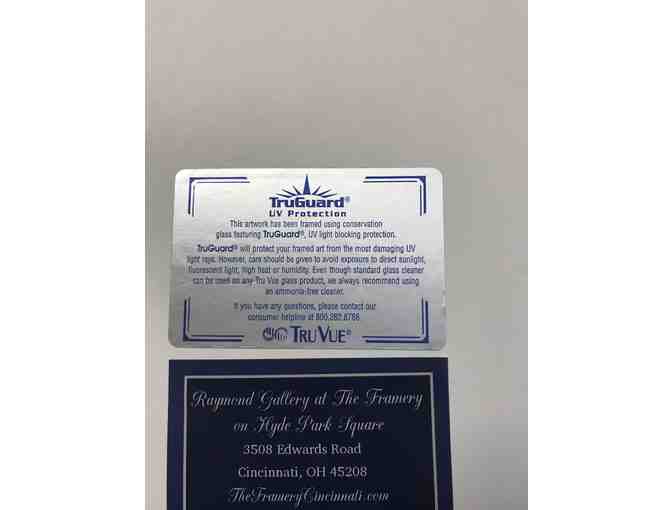 TruGuard®
UV Protection
This artwork has been framed using conservation
glass featuring TruGuard®, UV light blocking protection.
TruGuard® will protect your framed art from the most damaging UV
light rays. However, care should be given to avoid exposure to direct sunlight,
fluorescent light, high heat or humidity. Even though standard glass cleaner
can be used on any Tru Vue glass product, we always recommend using
an ammonia-free cleaner.
If you have any questions, please contact our
consumer helpline at 800.282.8788.
TRU VUE®
Raymond Gallery at The Framery
on Hyde Park Square
3508 Edwards Road
Cincinnati, OH 45208
TheFrameryCincinnati.com